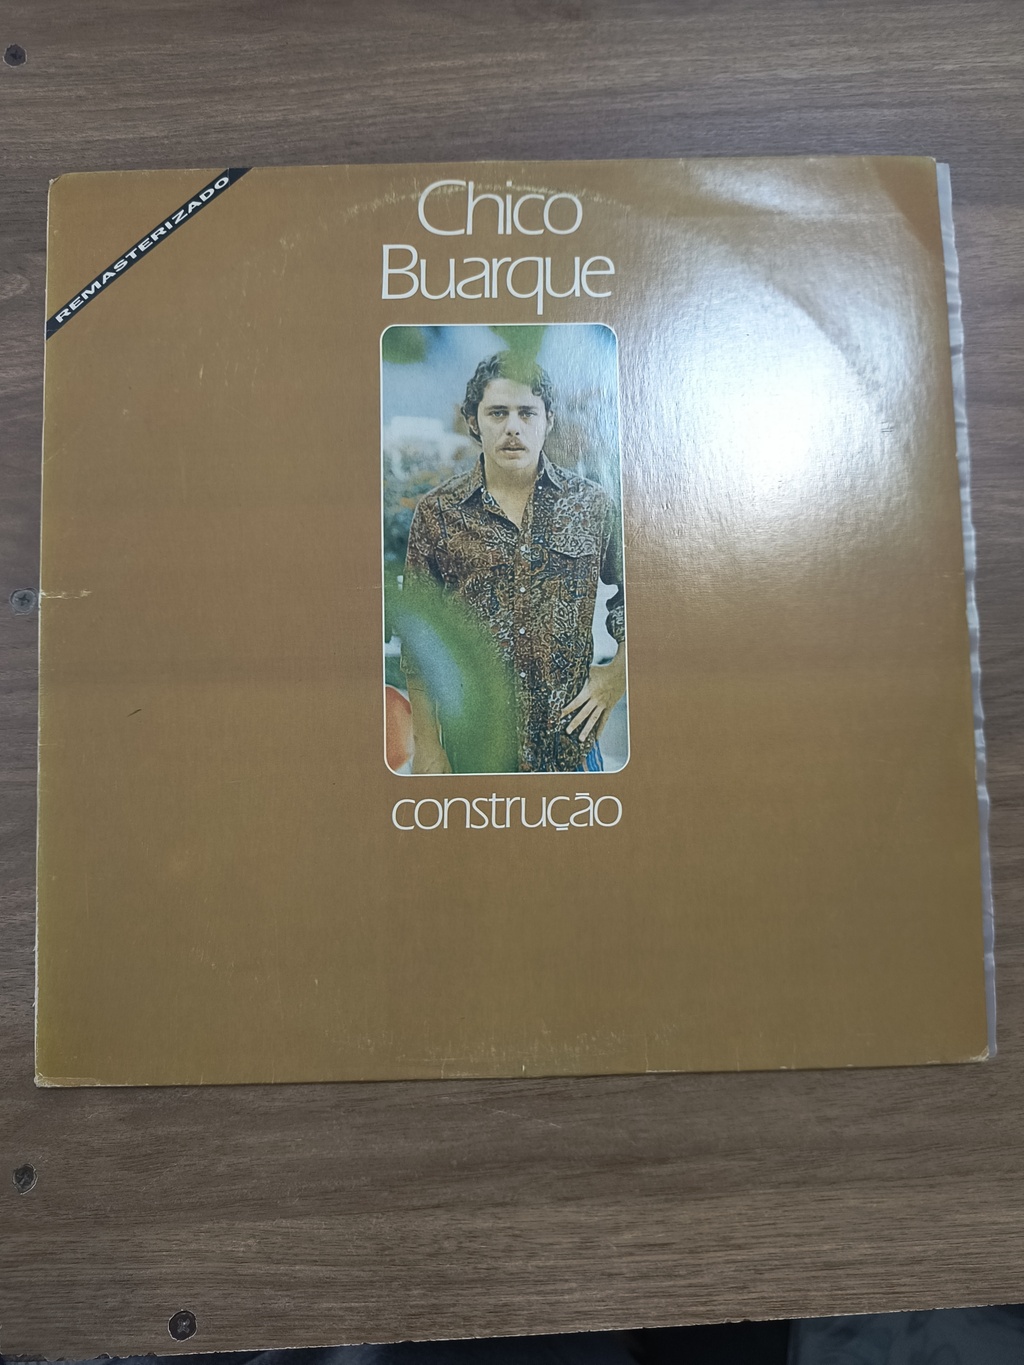 REMASTERIZADO
Chico
Buarque
construção